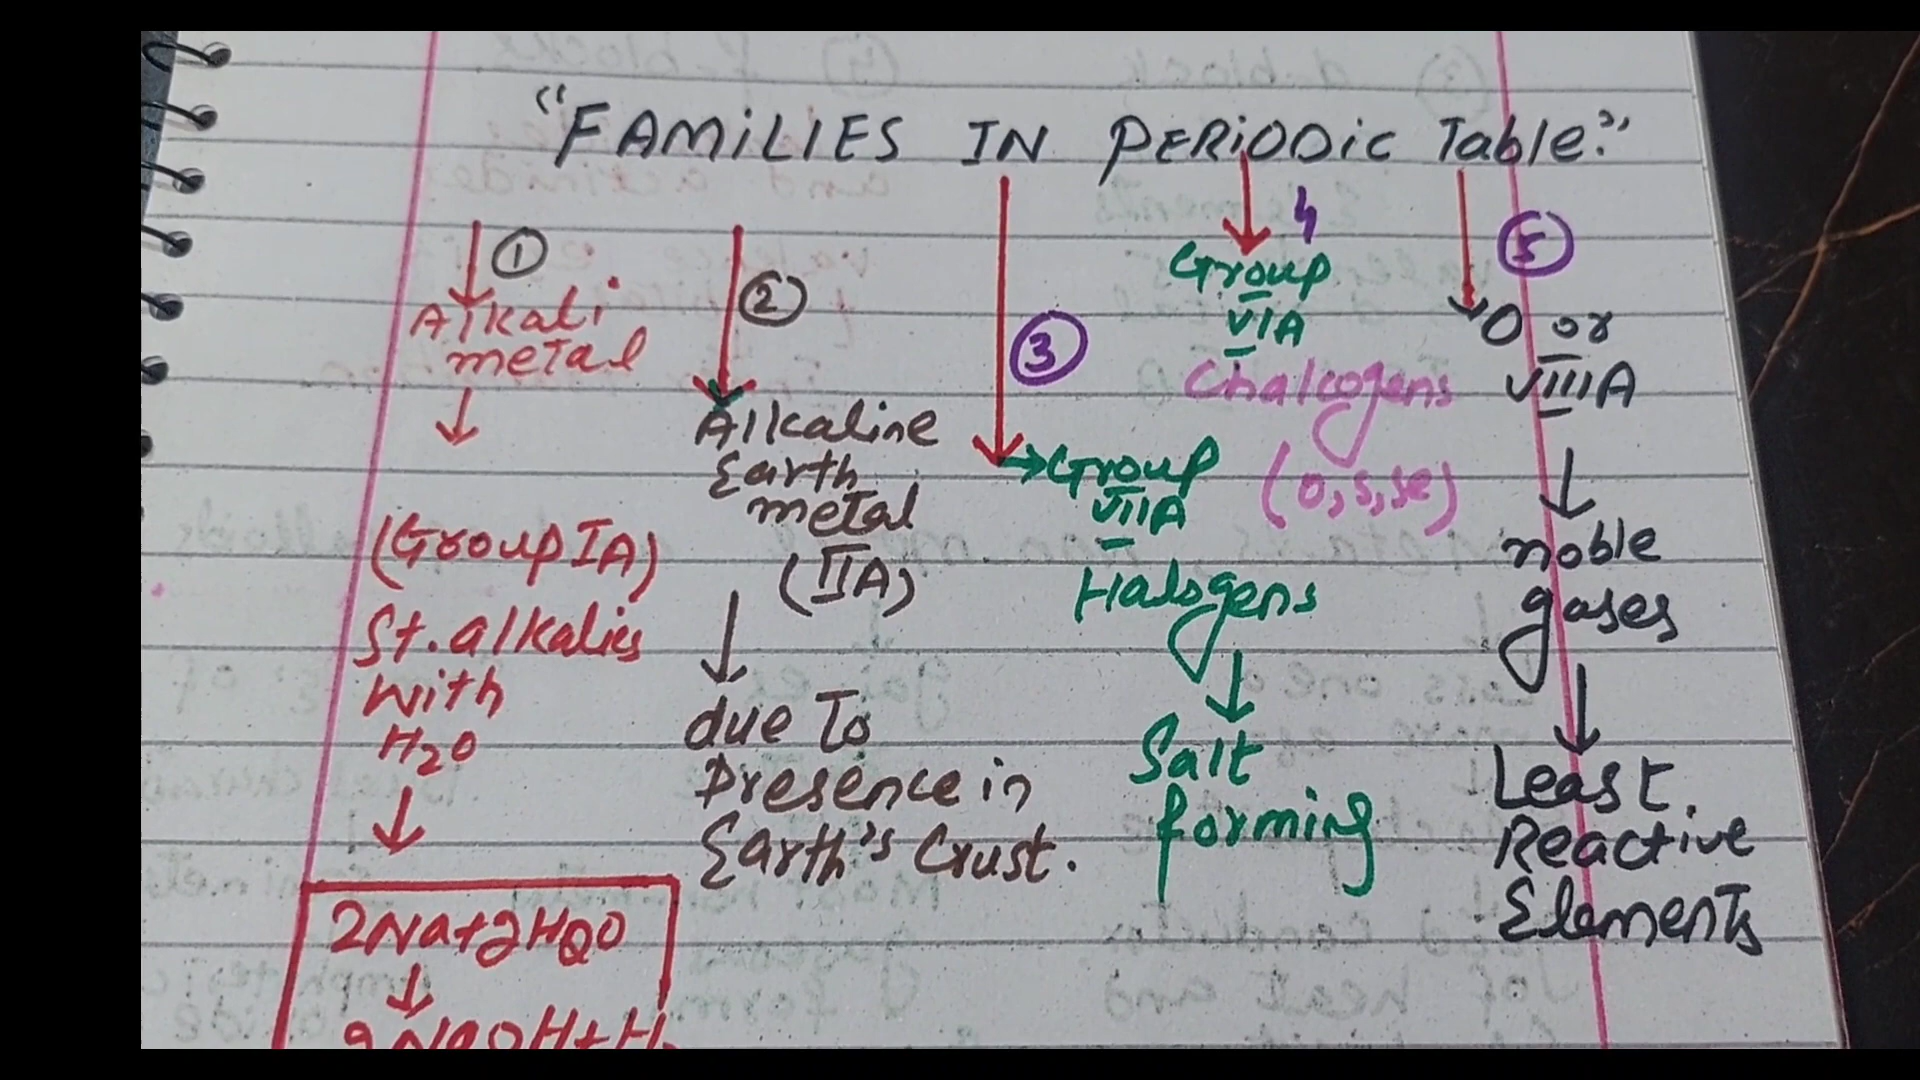 "FAMILIES IN PERIODIC Table."
①
Alkali
metal
(Group IA)
St. alkalies
With
H2O
2Na+2H2O
2NaOH+H2
②
Alkaline
Earth
metal
(IIA)
due To
Presence in
Earth's Crust.
③
Group
VIIA
Halogens
Salt
forming
4
Group
VIA
Chalcogens
(O, S, Se)
⑤
O or
VIIIA
noble
gases
Least.
Reactive
Elements